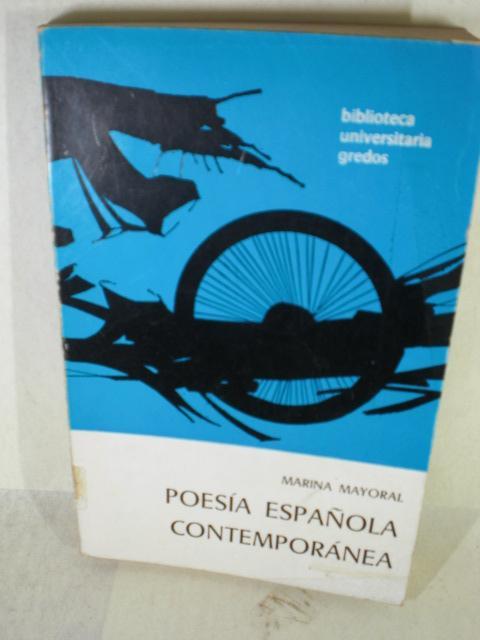 biblioteca
universitaria
gredos
MARINA MAYORAL
POESÍA ESPAÑOLA
CONTEMPORÁNEA